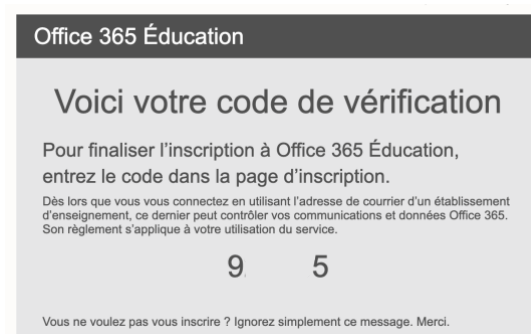 Office 365 Éducation
Voici votre code de vérification
Pour finaliser l’inscription à Office 365 Éducation,
entrez le code dans la page d’inscription.
Dès lors que vous vous connectez en utilisant l’adresse de courrier d’un établissement
d’enseignement, ce dernier peut contrôler vos communications et données Office 365.
Son règlement s’applique à votre utilisation du service.
9 5
Vous ne voulez pas vous inscrire ? Ignorez simplement ce message. Merci.